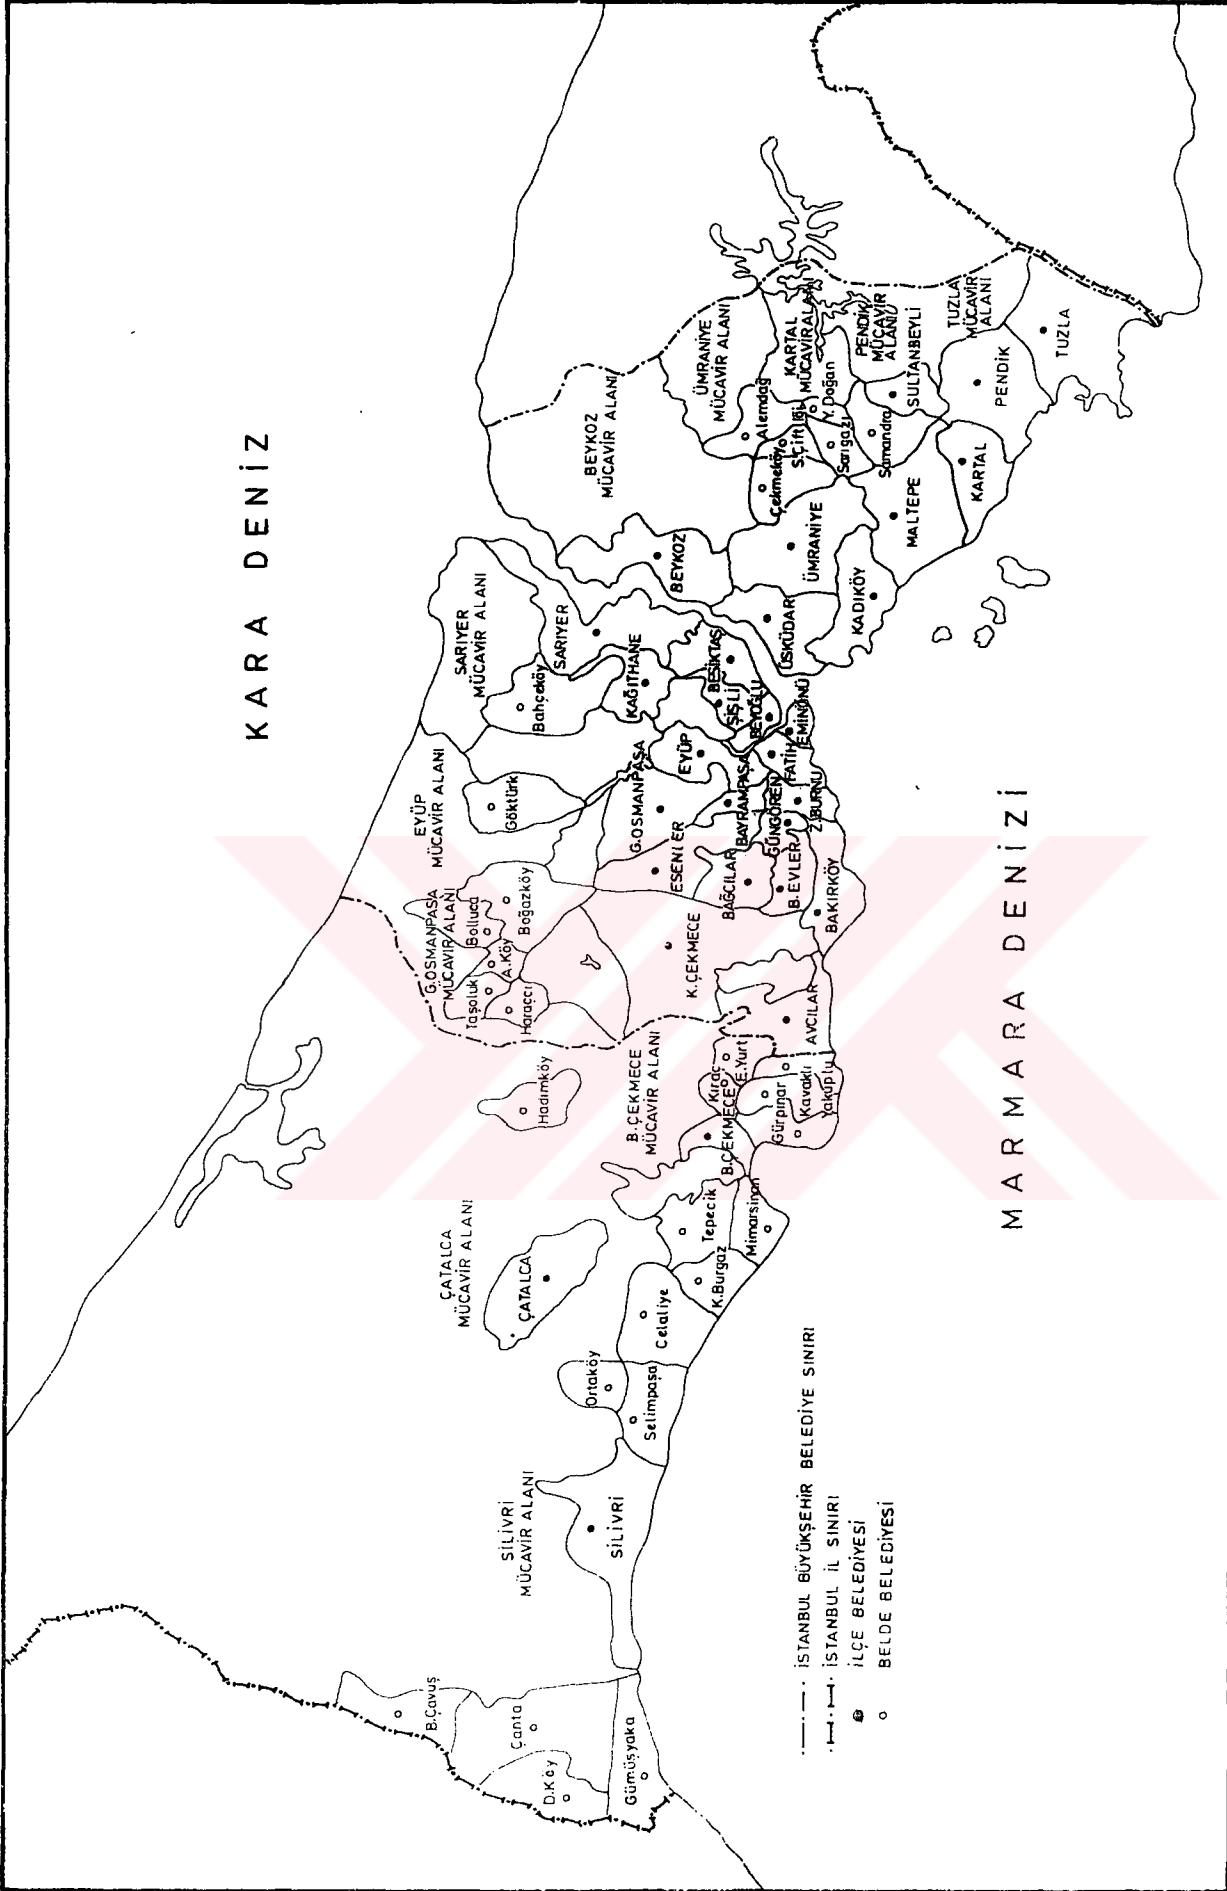 KARA DENİZ
MARMARA DENİZİ
SARIYER
MÜCAVİR ALANI
EYÜP
MÜCAVİR ALANI
G.OSMANPAŞA
MÜCAVİR ALANI
BEYKOZ
MÜCAVİR ALANI
ÜMRANİYE
MÜCAVİR ALANI
KARTAL
MÜCAVİR ALANI
PENDİK
MÜCAVİR
ALANI
TUZLA
MÜCAVİR
ALANI
B.ÇEKMECE
MÜCAVİR ALANI
ÇATALCA
MÜCAVİR ALANI
SİLİVRİ
MÜCAVİR ALANI
B.Çavuş
Çanta
D.Köy
Gümüşyaka
SİLİVRİ
Ortaköy
Selimpaşa
Celaliye
ÇATALCA
K.Burgaz
Tepecik
Mimarsinan
B.ÇEKMECE
Hadımköy
Kıraç
E.Yurt
Gürpınar
Kavaklı
Yakuplu
AVCILAR
Taşoluk
Haraççı
A.Köy
Bolluca
Boğazköy
K.ÇEKMECE
Göktürk
Bahçeköy
SARIYER
KAĞITHANE
G.OSMANPAŞA
ESENLER
EYÜP
BEŞİKTAŞ
ŞİŞLİ
BEYOĞLU
EMİNÖNÜ
FATİH
BAYRAMPAŞA
GÜNGÖREN
Z.BURNU
BAĞCILAR
B.EVLER
BAKIRKÖY
BEYKOZ
ÜSKÜDAR
KADIKÖY
ÜMRANİYE
Çekmeköy
Alemdağ
S.Çiftliği
Y.Doğan
Sarıgazi
Samandra
SULTANBEYLİ
MALTEPE
KARTAL
PENDİK
TUZLA
İSTANBUL BÜYÜKŞEHİR BELEDİYE SINIRI
İSTANBUL İL SINIRI
İLÇE BELEDİYESİ
BELDE BELEDİYESİ